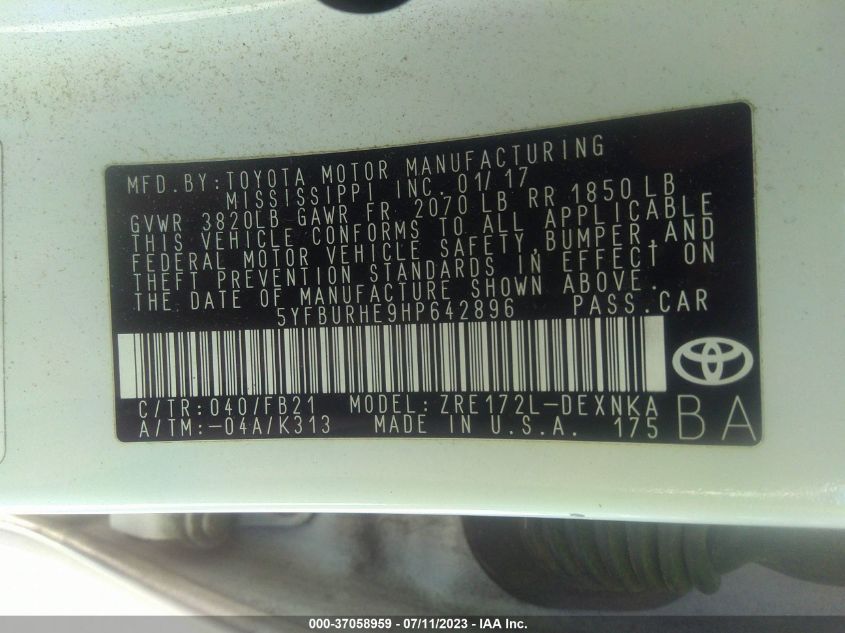 MFD.BY:TOYOTA MOTOR MANUFACTURING
MISSISSIPPI INC. 01/17
GVWR 3820LB GAWR FR. 2070 LB RR 1850 LB
THIS VEHICLE CONFORMS TO ALL APPLICABLE
FEDERAL MOTOR VEHICLE SAFETY,BUMPER,AND
THEFT PREVENTION STANDARDS IN EFFECT ON
THE DATE OF MANUFACTURE SHOWN ABOVE.
5YFBURHE9HP642896 PASS.CAR
C/TR:040/FB21 MODEL:ZRE172L-DEXNKA
A/TM:-04A/K313 MADE IN U.S.A. 175
BA
000-37058959 - 07/11/2023 - IAA Inc.